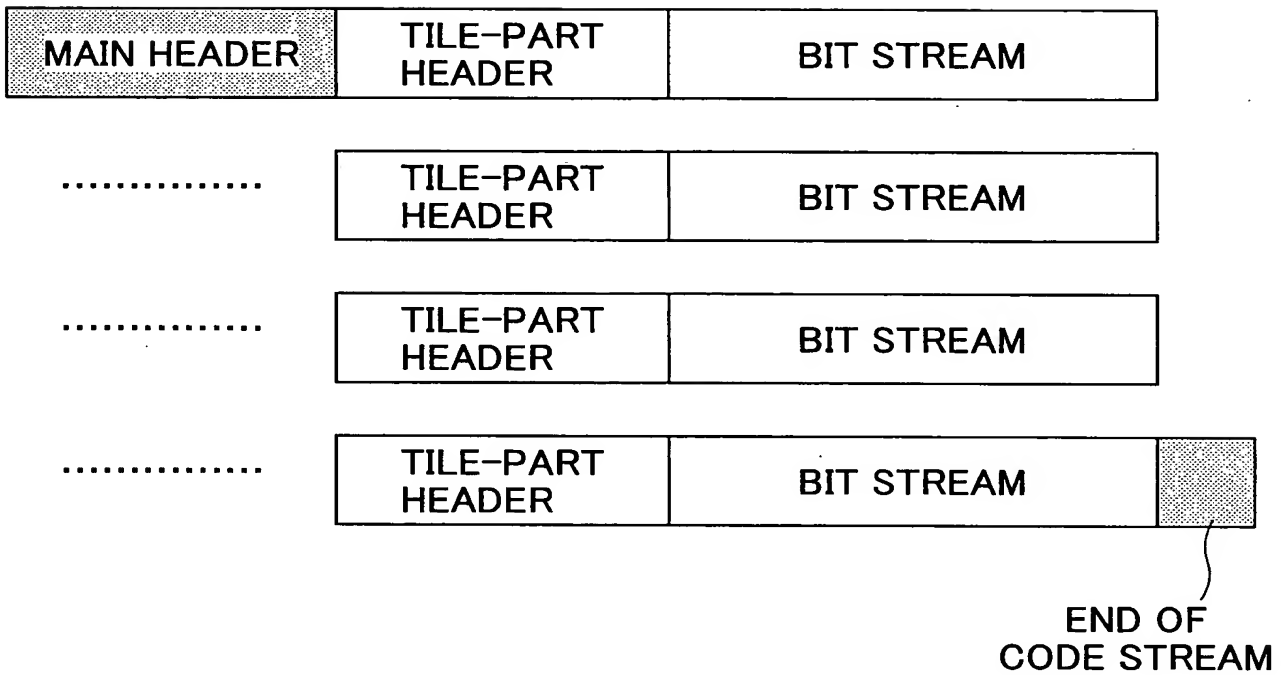 MAIN HEADER
TILE-PART
HEADER
BIT STREAM
...............
TILE-PART
HEADER
BIT STREAM
...............
TILE-PART
HEADER
BIT STREAM
...............
TILE-PART
HEADER
BIT STREAM
END OF
CODE STREAM